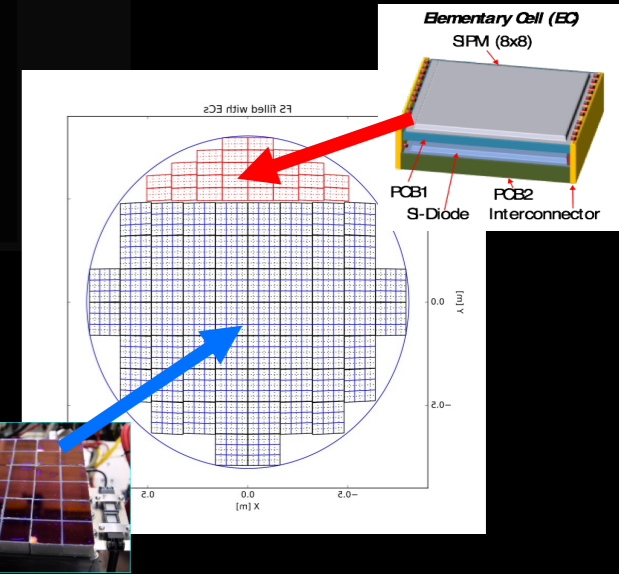 Elementary Cell (EC)
SiPM (8x8)
FS filled with ECs
PCB1
PCB2
Si-Diode
Interconnector
Y [m]
0.0
−0.5
0.5
0.0
−0.5
X [m]